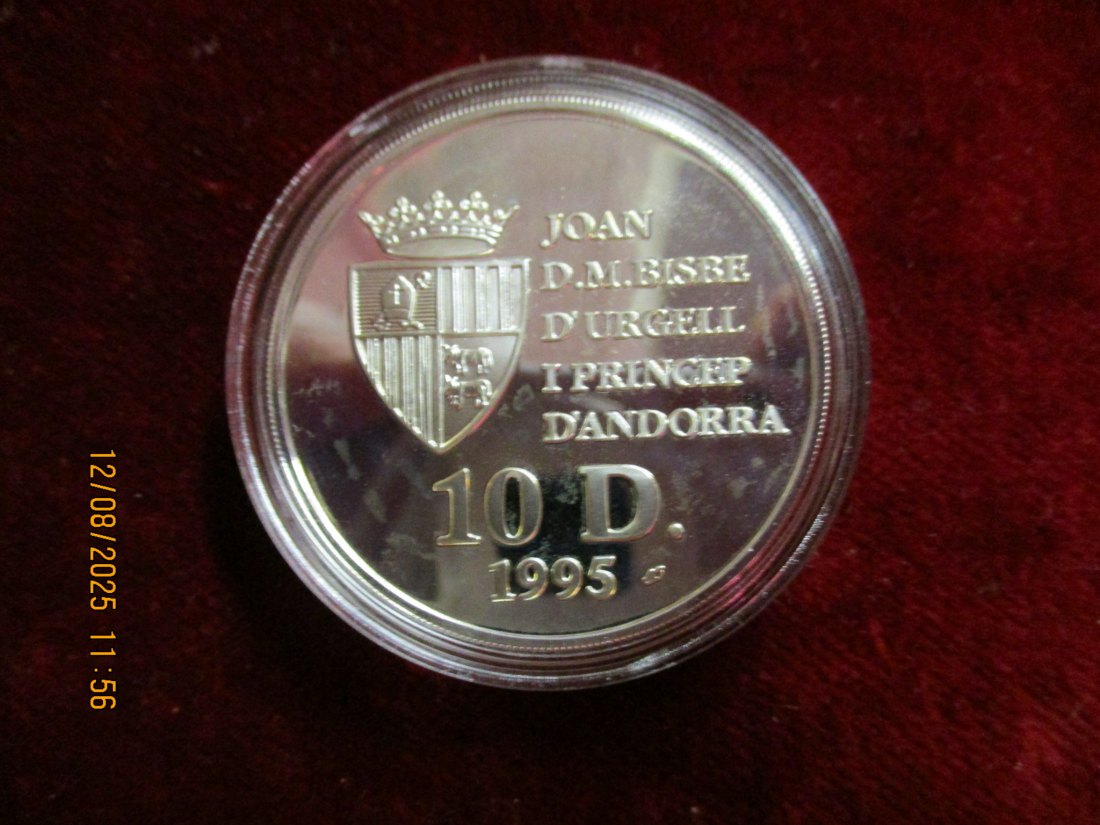 JOAN
D.M.BISBE
D'URGELL
I PRINCEP
D'ANDORRA
10 D.
1995
12/08/2025 11:56